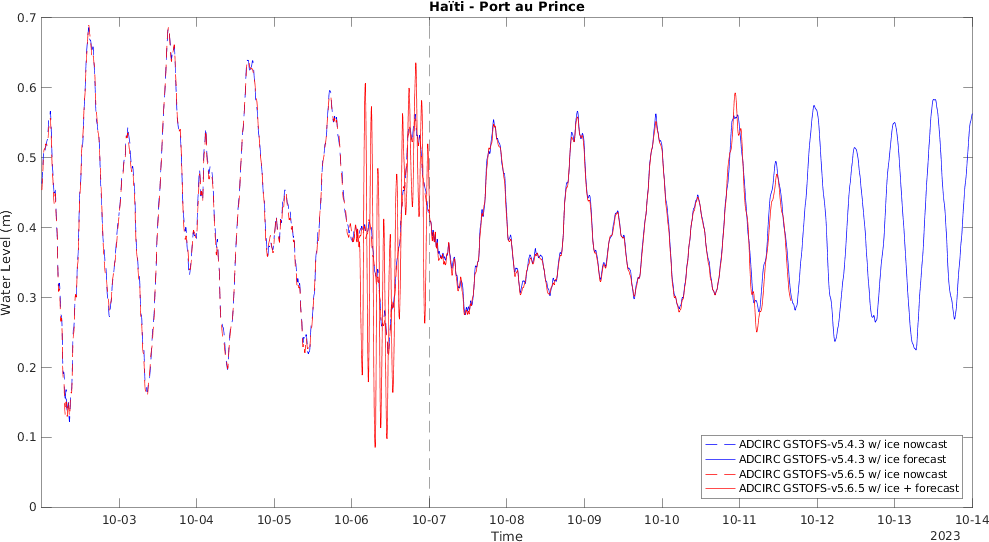 Haïti - Port au Prince
0.7
0.6
0.5
0.4
0.3
0.2
0.1
0
Water Level (m)
ADCIRC GSTOFS-v5.4.3 w/ ice nowcast
ADCIRC GSTOFS-v5.4.3 w/ ice forecast
ADCIRC GSTOFS-v5.6.5 w/ ice nowcast
ADCIRC GSTOFS-v5.6.5 w/ ice + forecast
10-03 10-04 10-05 10-06 10-07 10-08 10-09 10-10 10-11 10-12 10-13 10-14
Time
2023